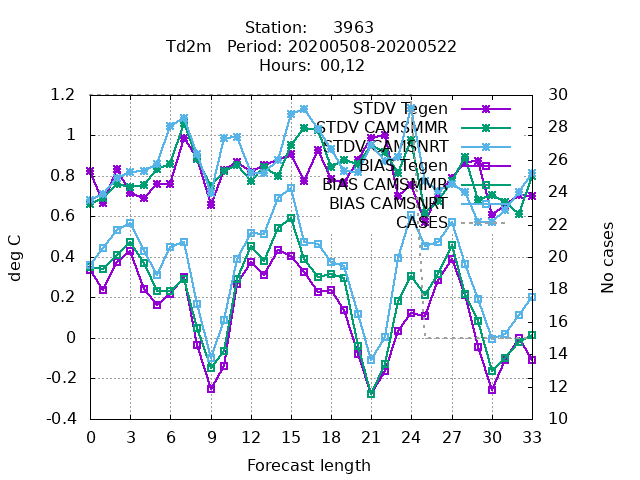 Station:     3963
Td2m   Period: 20200508-20200522
Hours:  00,12
1.2
1
0.8
0.6
0.4
0.2
0
-0.2
-0.4
deg C
STDV Tegen
STDV CAMSMMR
STDV CAMSNRT
BIAS Tegen
BIAS CAMSMMR
BIAS CAMSNRT
CASES
30
28
26
24
22
20
18
16
14
12
10
No cases
0 3 6 9 12 15 18 21 24 27 30 33
Forecast length